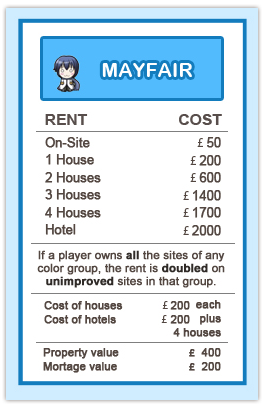 MAYFAIR
RENT COST
On-Site £ 50
1 House £ 200
2 Houses £ 600
3 Houses £ 1400
4 Houses £ 1700
Hotel £ 2000
If a player owns all the sites of any
color group, the rent is doubled on
unimproved sites in that group.
Cost of houses £ 200 each
Cost of hotels £ 200 plus
4 houses
Property value £ 400
Mortage value £ 200